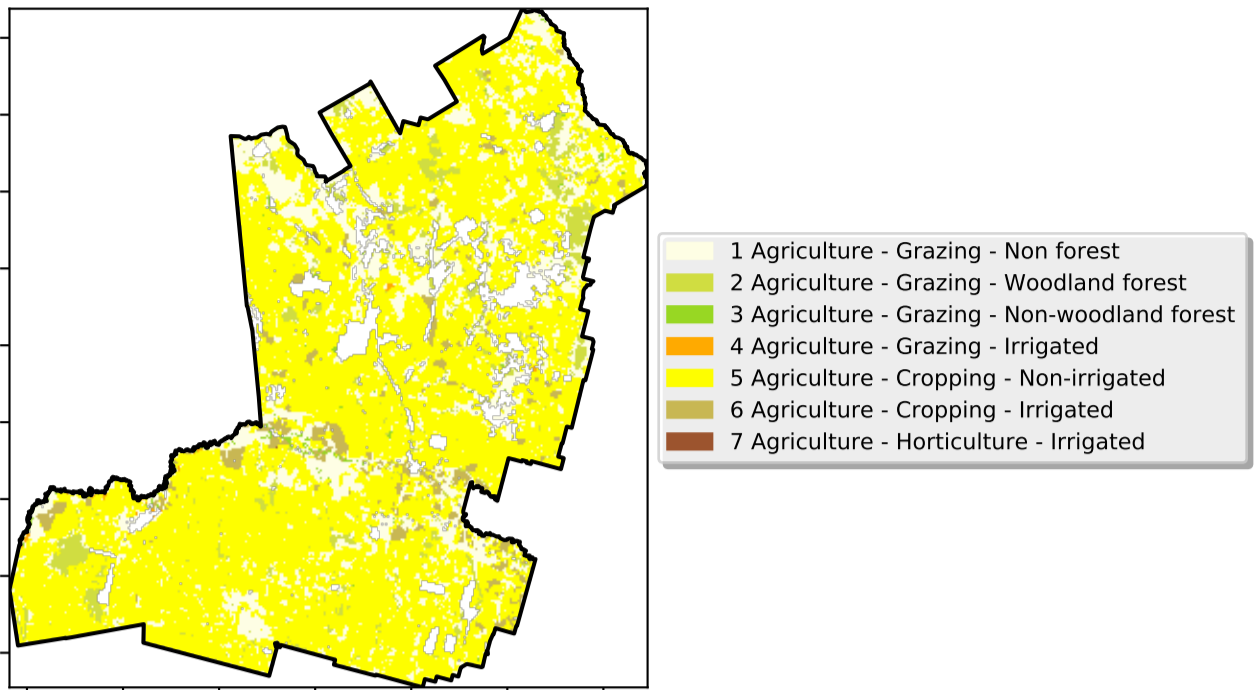 1 Agriculture - Grazing - Non forest
2 Agriculture - Grazing - Woodland forest
3 Agriculture - Grazing - Non-woodland forest
4 Agriculture - Grazing - Irrigated
5 Agriculture - Cropping - Non-irrigated
6 Agriculture - Cropping - Irrigated
7 Agriculture - Horticulture - Irrigated